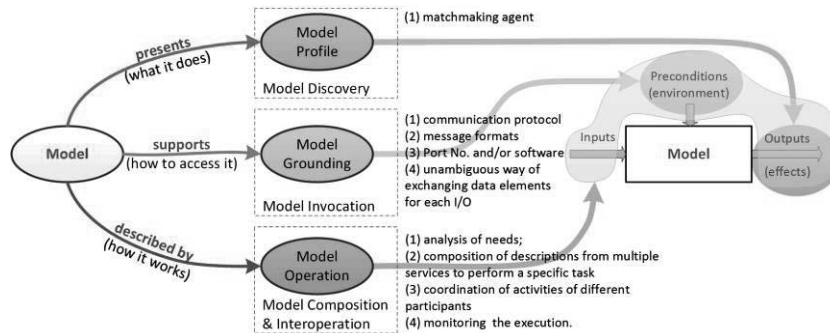 Model
presents
(what it does)
supports
(how to access it)
described by
(how it works)
Model
Profile
Model Discovery
(1) matchmaking agent
Model
Grounding
Model Invocation
(1) communication protocol
(2) message formats
(3) Port No. and/or software
(4) unambiguous way of
exchanging data elements
for each I/O
Model
Operation
Model Composition
& Interoperation
(1) analysis of needs;
(2) composition of descriptions from multiple
services to perform a specific task
(3) coordination of activities of different
participants
(4) monitoring the execution.
Preconditions
(environment)
Inputs
Model
Outputs
(effects)